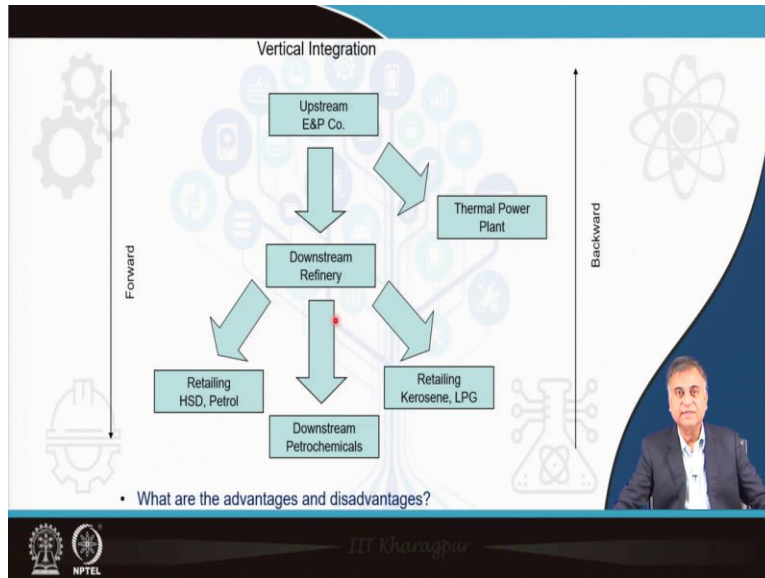 Vertical Integration
Upstream
E&P Co.
Thermal Power
Plant
Forward
Backward
Downstream
Refinery
Retailing
HSD, Petrol
Retailing
Kerosene, LPG
Downstream
Petrochemicals
• What are the advantages and disadvantages?
IIT Kharagpur
NPTEL